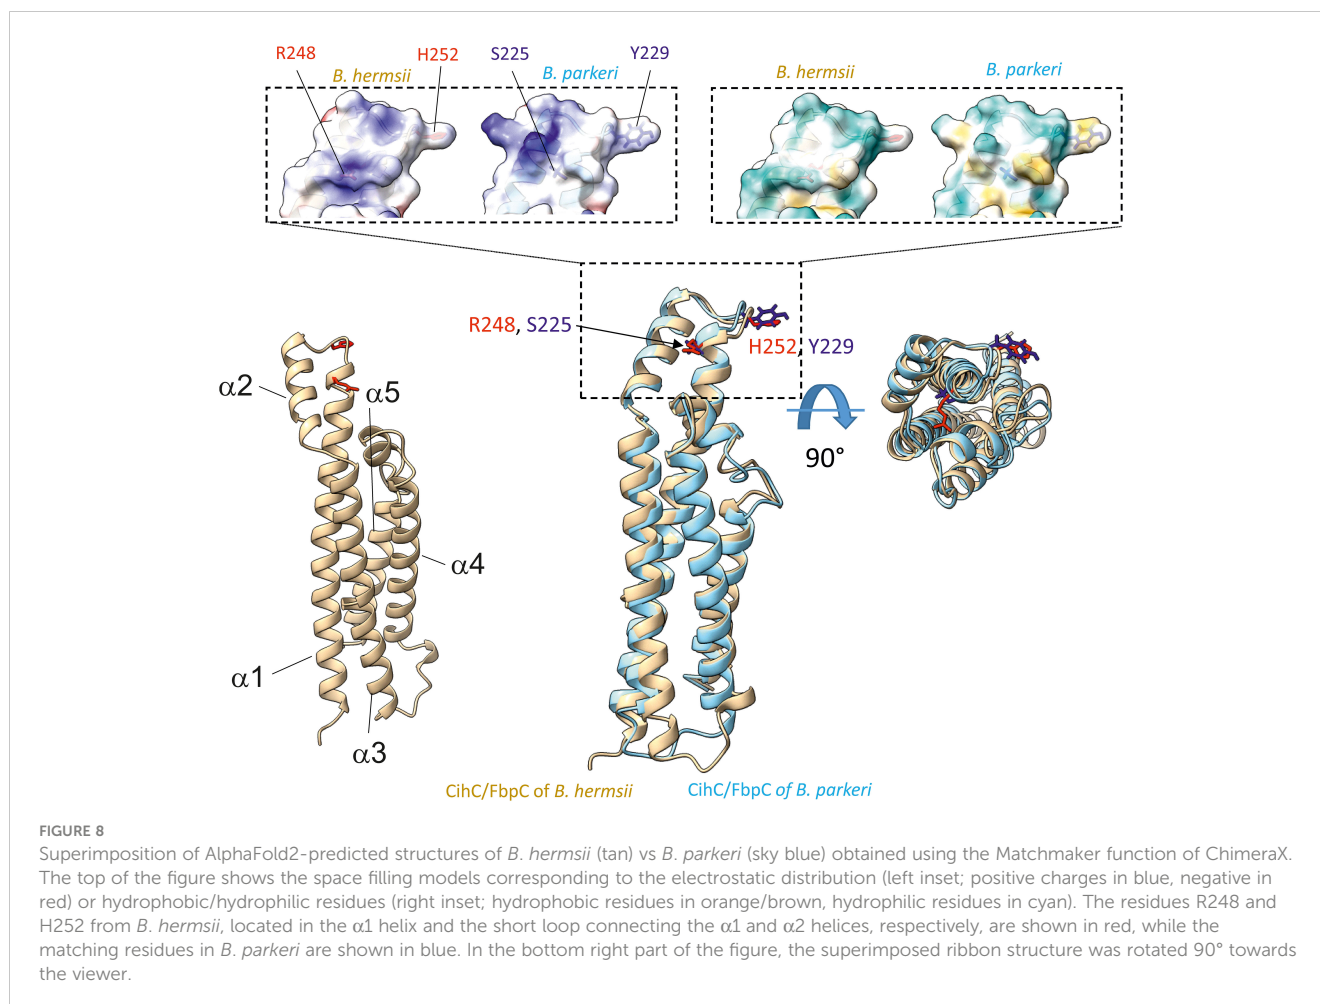 R248
H252
S225
Y229
B. hermsii
B. parkeri
B. hermsii
B. parkeri
R248, S225
H252, Y229
α2
α5
90°
α4
α1
α3
CihC/FbpC of B. hermsii
CihC/FbpC of B. parkeri
FIGURE 8
Superimposition of AlphaFold2-predicted structures of B. hermsii (tan) vs B. parkeri (sky blue) obtained using the Matchmaker function of ChimeraX.
The top of the figure shows the space filling models corresponding to the electrostatic distribution (left inset; positive charges in blue, negative in
red) or hydrophobic/hydrophilic residues (right inset; hydrophobic residues in orange/brown, hydrophilic residues in cyan). The residues R248 and
H252 from B. hermsii, located in the α1 helix and the short loop connecting the α1 and α2 helices, respectively, are shown in red, while the
matching residues in B. parkeri are shown in blue. In the bottom right part of the figure, the superimposed ribbon structure was rotated 90° towards
the viewer.